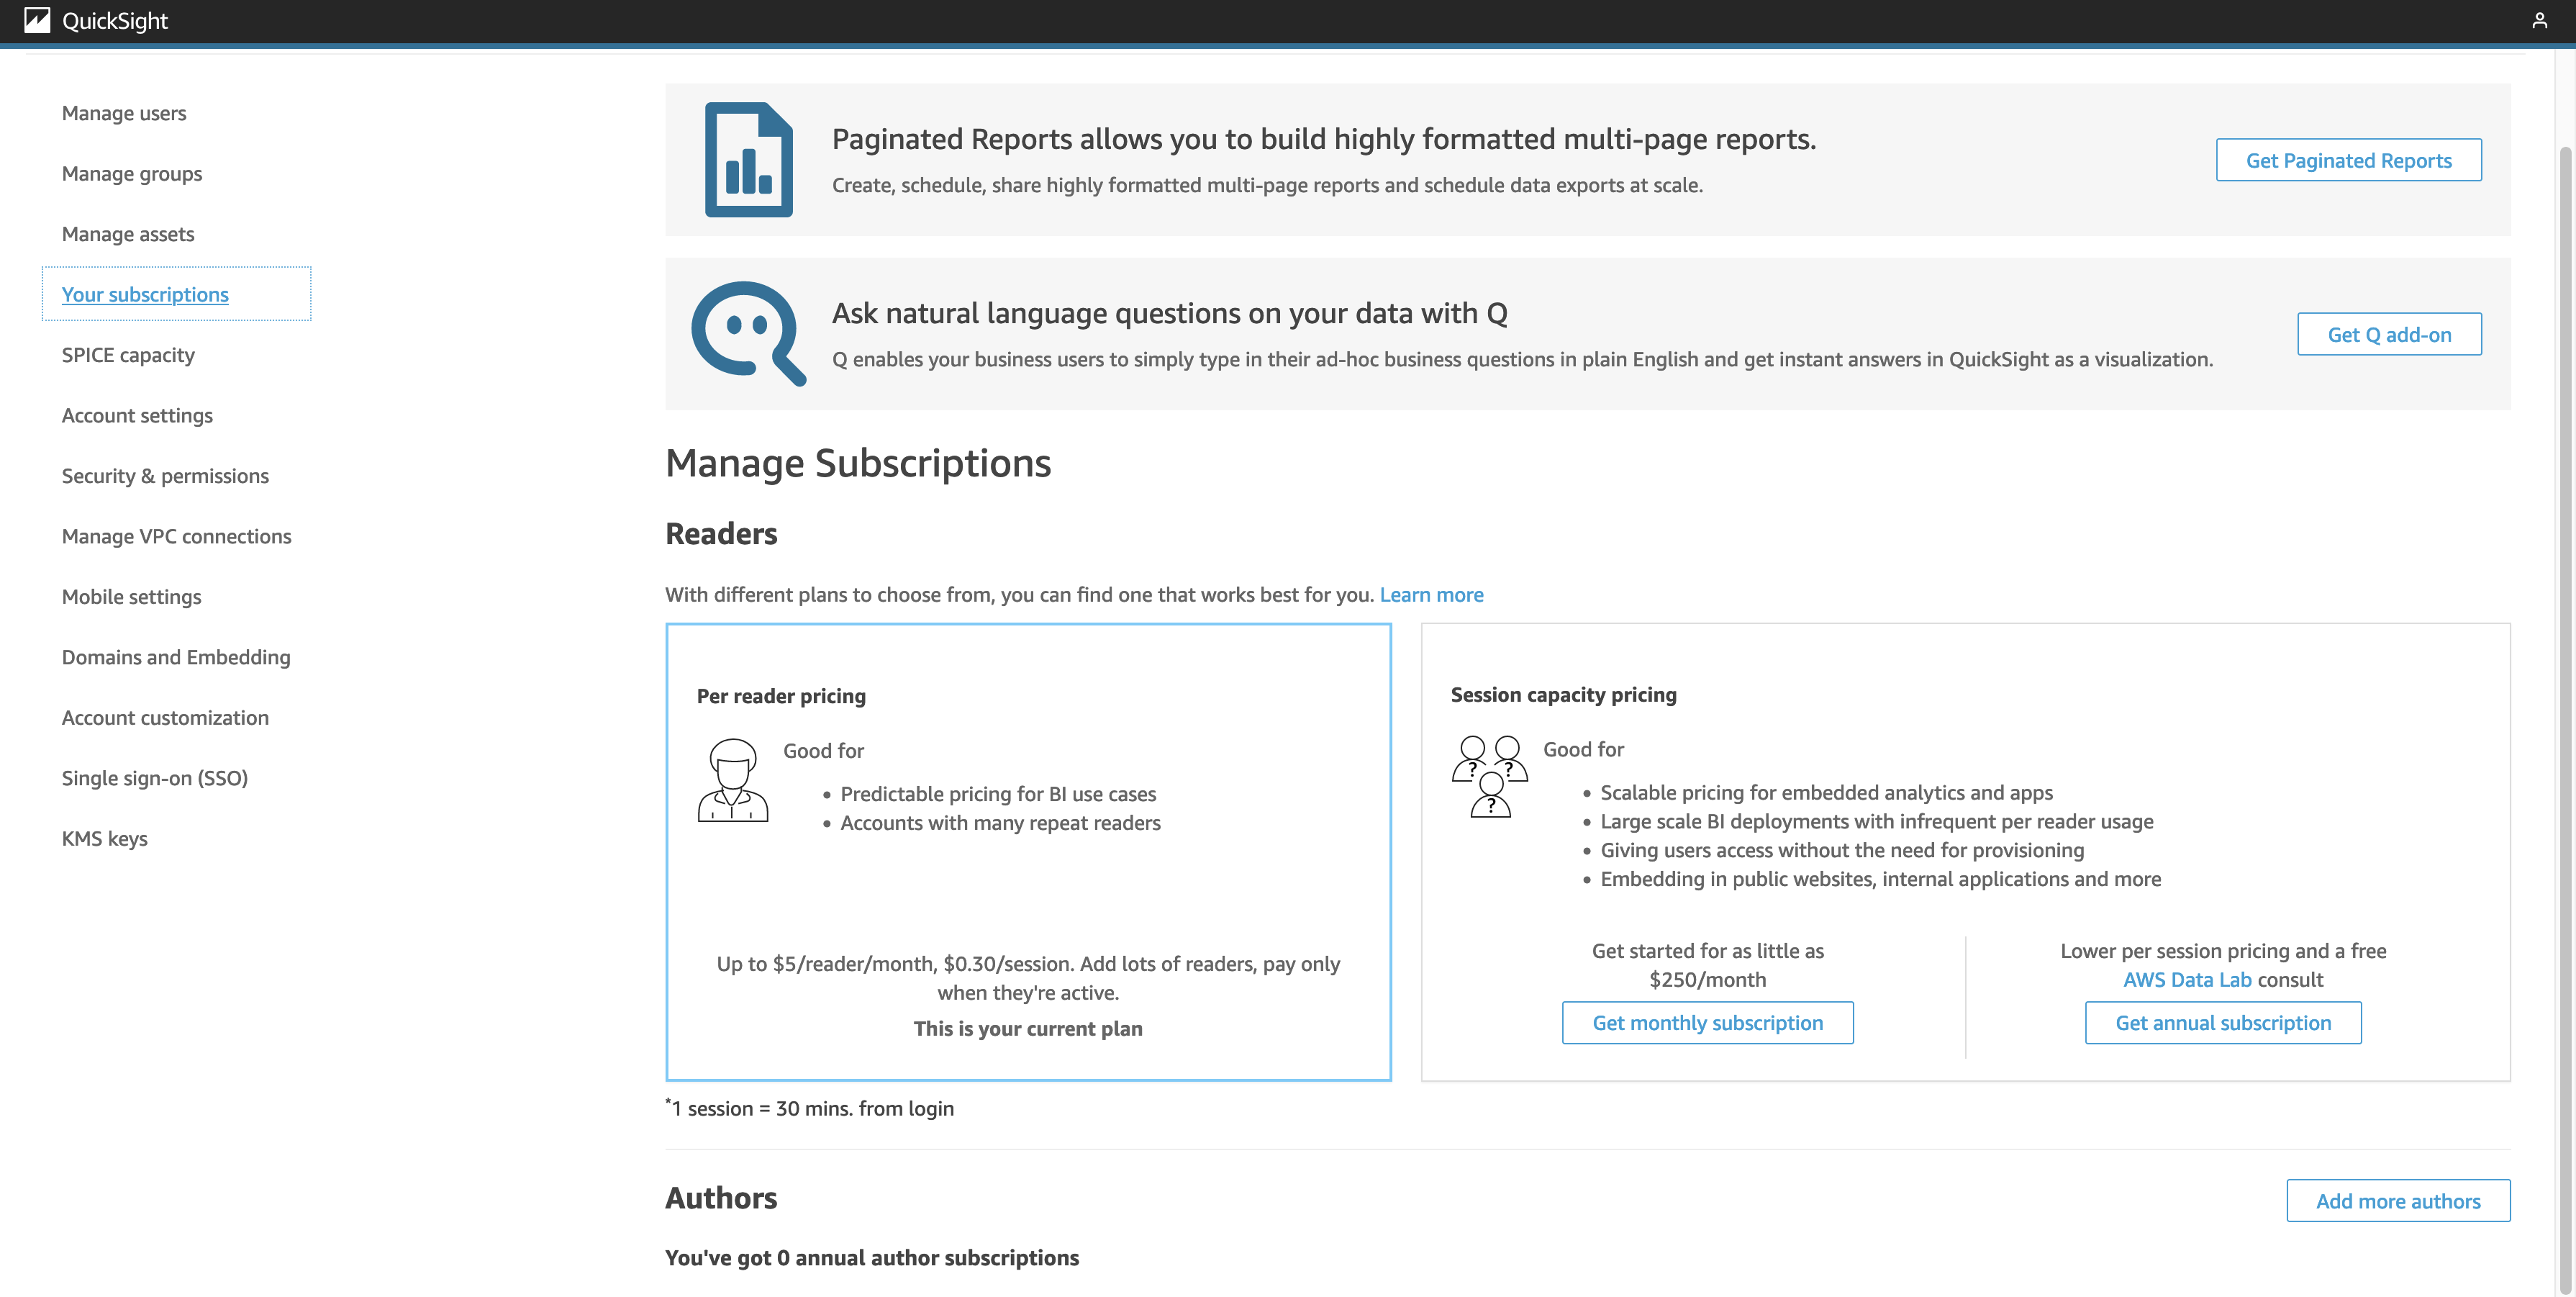 QuickSight
Manage users
Manage groups
Manage assets
Your subscriptions
SPICE capacity
Account settings
Security & permissions
Manage VPC connections
Mobile settings
Domains and Embedding
Account customization
Single sign-on (SSO)
KMS keys
Paginated Reports allows you to build highly formatted multi-page reports.
Create, schedule, share highly formatted multi-page reports and schedule data exports at scale.
Get Paginated Reports
Ask natural language questions on your data with Q
Q enables your business users to simply type in their ad-hoc business questions in plain English and get instant answers in QuickSight as a visualization.
Get Q add-on
Manage Subscriptions
Readers
With different plans to choose from, you can find one that works best for you. Learn more
Per reader pricing
Good for
• Predictable pricing for BI use cases
• Accounts with many repeat readers
Up to $5/reader/month, $0.30/session. Add lots of readers, pay only
when they're active.
This is your current plan
Session capacity pricing
? ?
?
Good for
• Scalable pricing for embedded analytics and apps
• Large scale BI deployments with infrequent per reader usage
• Giving users access without the need for provisioning
• Embedding in public websites, internal applications and more
Get started for as little as
$250/month
Get monthly subscription
Lower per session pricing and a free
AWS Data Lab consult
Get annual subscription
*1 session = 30 mins. from login
Authors
Add more authors
You've got 0 annual author subscriptions